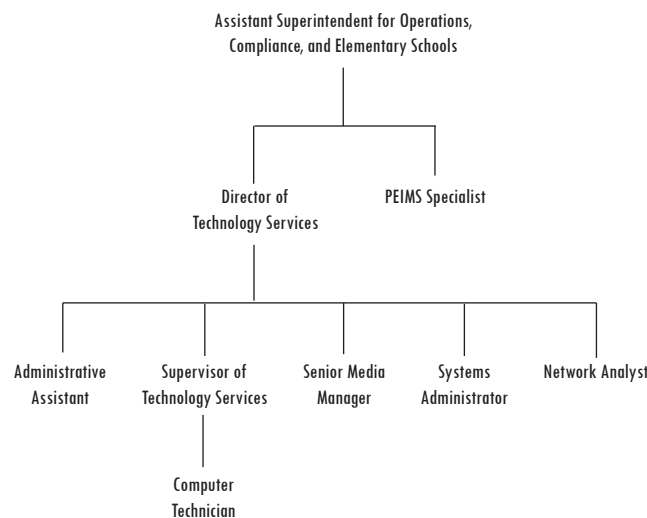 Assistant Superintendent for Operations,
Compliance, and Elementary Schools
Director of
Technology Services
PEIMS Specialist
Administrative
Assistant
Supervisor of
Technology Services
Senior Media
Manager
Systems
Administrator
Network Analyst
Computer
Technician